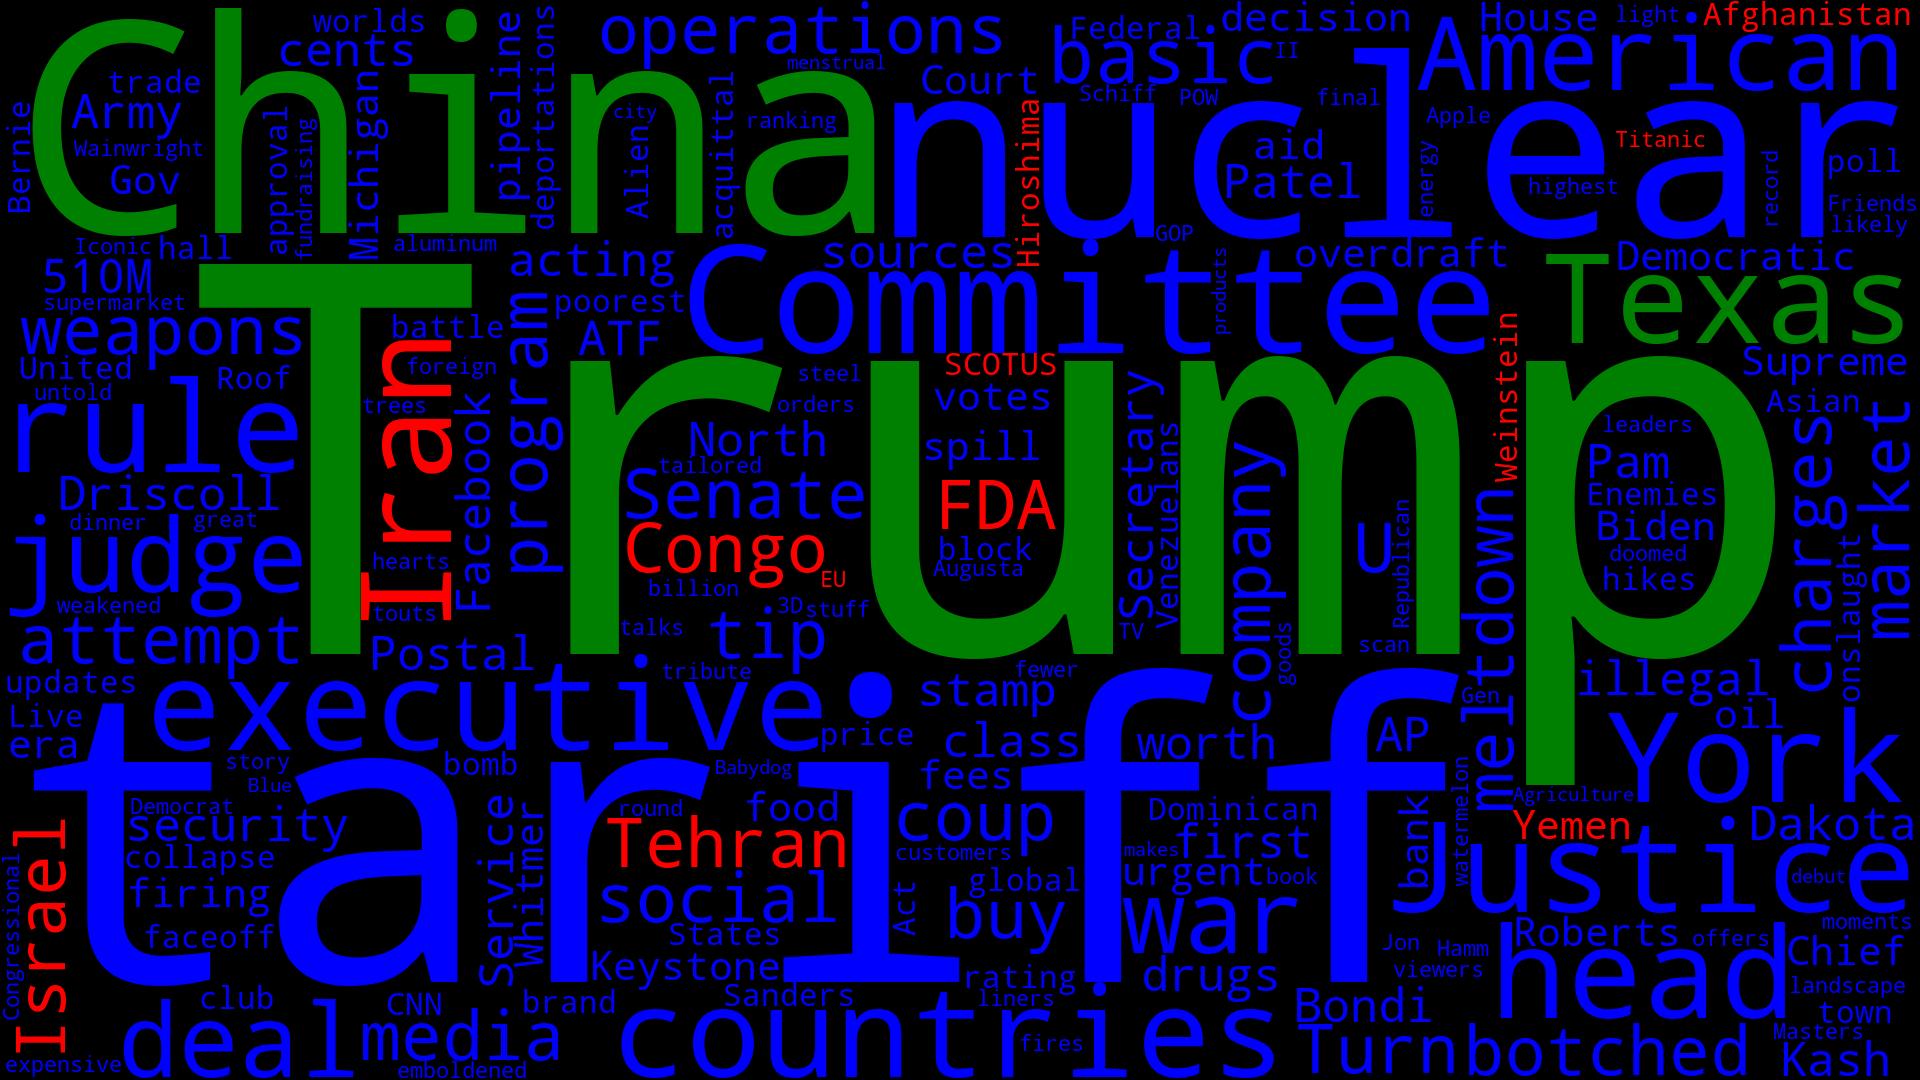 China
nuclear
Trump
tariff
Committee
Texas
American
worlds
cents
operations
Federal
decision
House
light
Afghanistan
pipeline
deportations
menstrual
basic
II
trade
Army
Wainwright
Gov
Bernie
approval
fundraising
Michigan
city
Alien
acquittal
ranking
Court
Schiff
POW
final
Apple
Titanic
Hiroshima
aid
Patel
energy
highest
record
poll
Friends
likely
Iconic
hall
aluminum
acting
sources
GOP
products
overdraft
Democratic
510M
supermarket
weapons
battle
program
poorest
ATF
United
untold
Roof
foreign
trees
Iran
Facebook
steel
orders
SCOTUS
votes
Secretary
Venezuelans
Weinstein
Supreme
Asian
market
charges
rule
North
tailored
Senate
spill
FDA
company
leaders
Pam
Enemies
Biden
doomed
hikes
Driscoll
dinner
great
judge
hearts
Congo
EU
block
Augusta
U
Republican
meltdown
onslaught
weakened
touts
billion
3D
stuff
talks
tip
TV
goods
scan
attempt
Postal
tribute
fewer
illegal
updates
executive
stamp
Gen
oil
York
Live
era
price
class
worth
AP
story
Blue
bomb
Babydog
fees
Democrat
security
Service
Whitmer
round
food
coup
Dominican
bank
watermelon
Agriculture
Yemen
Dakota
Justice
Israel
Congressional
collapse
firing
faceoff
Tehran
social
customers
makes
first
urgent
book
global
Act
buy
war
debut
States
Keystone
rating
drugs
Jon
Hamm
viewers
Roberts
offers
moments
Chief
head
landscape
club
CNN
brand
Sanders
liners
Bondi
town
deal
media
countries
fires
Turn
botched
Masters
Kash
expensive
emboldened